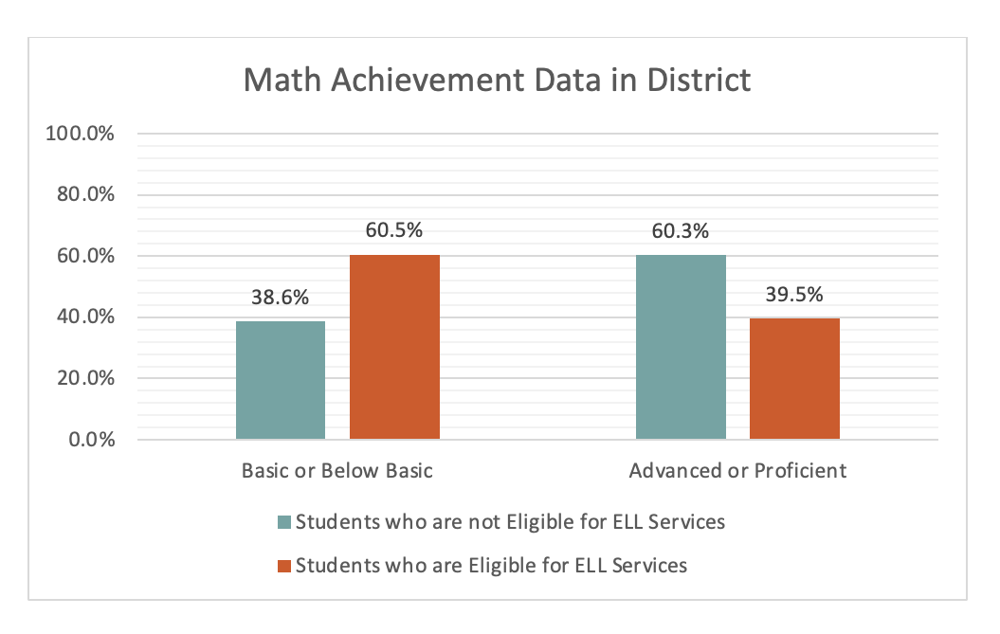 Math Achievement Data in District
100.0%
80.0%
60.0%
40.0%
20.0%
0.0%
38.6%
60.5%
60.3%
39.5%
Basic or Below Basic
Advanced or Proficient
Students who are not Eligible for ELL Services
Students who are Eligible for ELL Services